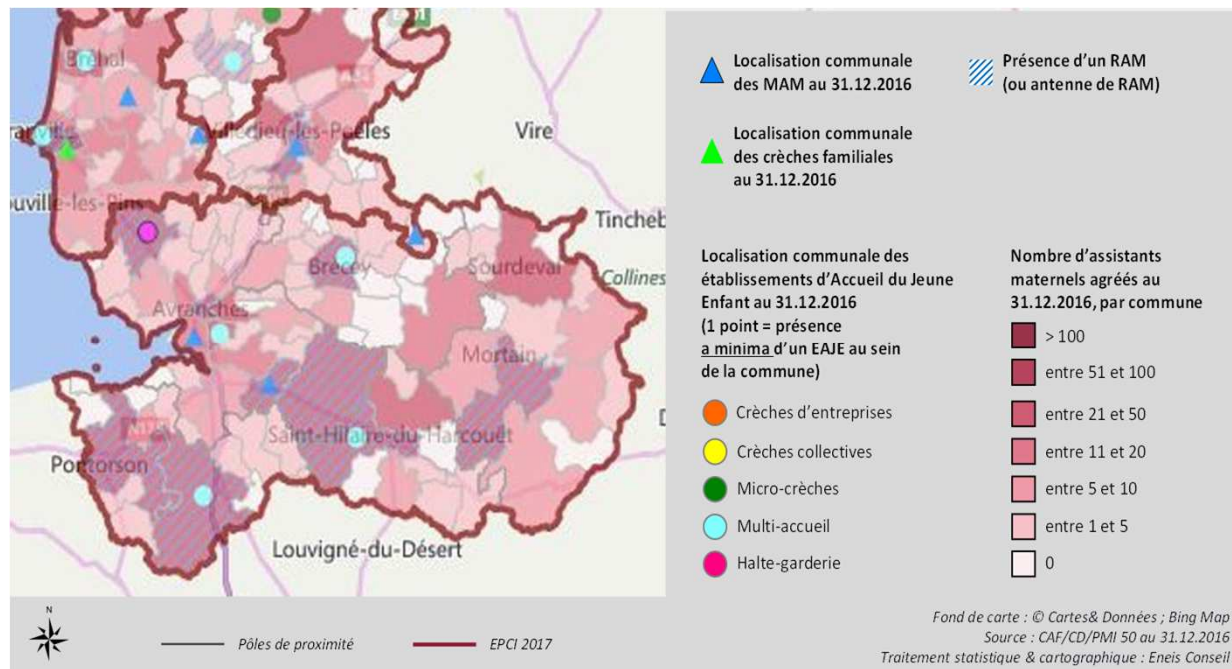 Bréhal
Villedieu-les-Poêles
Vire
Tincheb
Brécey
Sourdeval
Collines
Avranches
Mortain
Saint-Hilaire-du-Harcouët
Pontorson
Louvigné-du-Désert
Localisation communale
des MAM au 31.12.2016
Présence d’un RAM
(ou antenne de RAM)
Localisation communale
des crèches familiales
au 31.12.2016
Localisation communale des
établissements d’Accueil du Jeune
Enfant au 31.12.2016
(1 point = présence
a minima d’un EAJE au sein
de la commune)
Crèches d’entreprises
Crèches collectives
Micro-crèches
Multi-accueil
Halte-garderie
Nombre d’assistants
maternels agréés au
31.12.2016, par commune
> 100
entre 51 et 100
entre 21 et 50
entre 11 et 20
entre 5 et 10
entre 1 et 5
0
N
Pôles de proximité
EPCI 2017
Fond de carte : © Cartes& Données ; Bing Map
Source : CAF/CD/PMI 50 au 31.12.2016
Traitement statistique & cartographique : Eneis Conseil